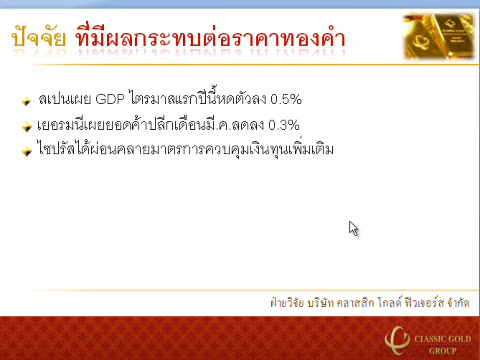 ปัจจัย ที่มีผลกระทบต่อราคาทองคำ
สเปนเผย GDP ไตรมาสแรกปีนี้หดตัวลง 0.5%
เยอรมนีเผยยอดค้าปลีกเดือนมี.ค.ลดลง 0.3%
ไซปรัสได้ผ่อนคลายมาตรการควบคุมเงินทุนเพิ่มเติม
ฝ่ายวิจัย บริษัท คลาสสิก โกลด์ ฟิวเจอร์ส จำกัด
CLASSIC GOLD
GROUP